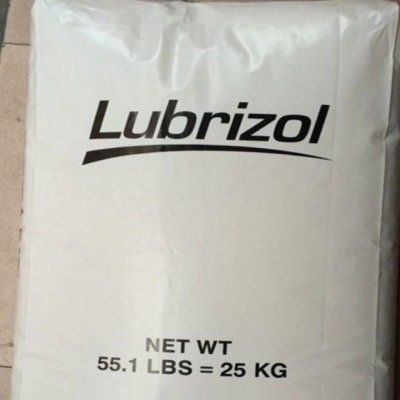 Lubrizol
NET WT
55.1 LBS = 25 KG